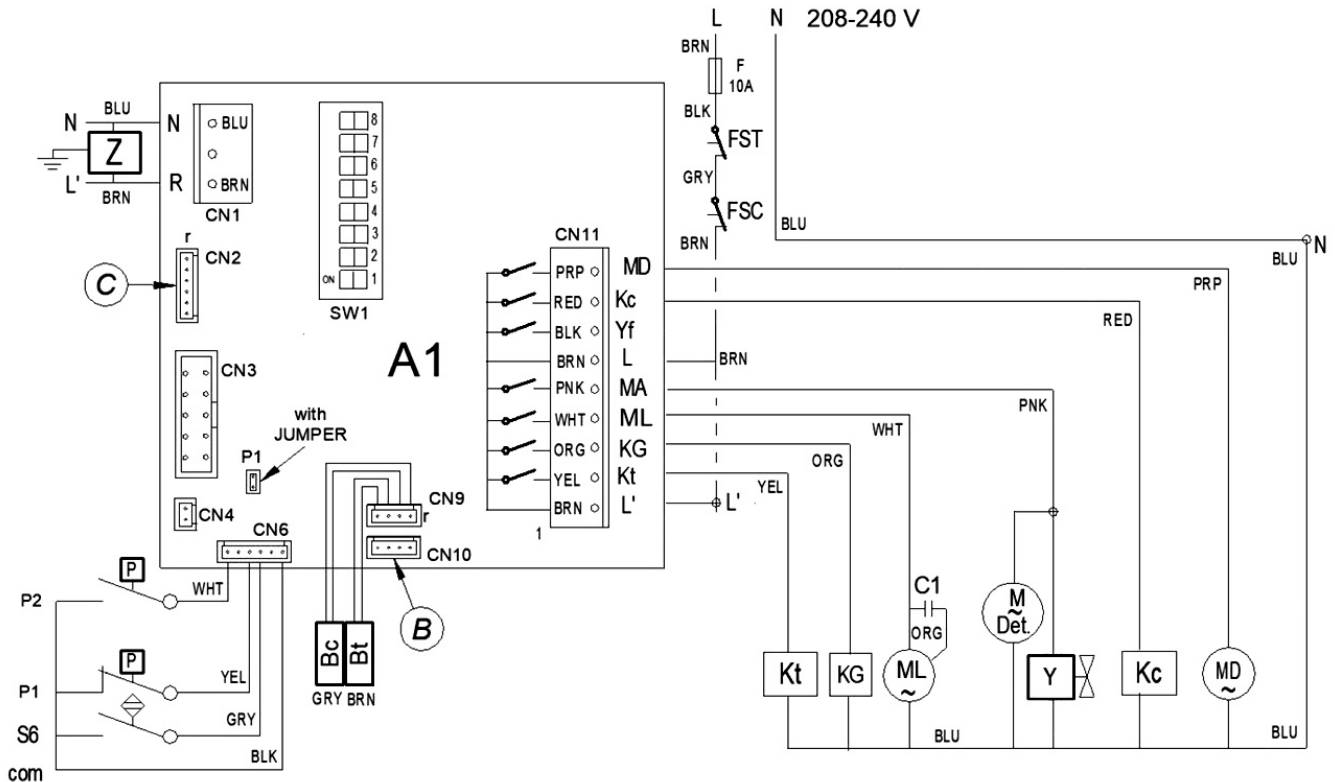 L N 208-240 V
BRN
F
10A
BLK
FST
GRY
FSC
BRN
BLU
N
BLU
N BLU N
Z
L' BRN R
BLU
BRN
CN1
8
7
6
5
4
3
2
ON 1
SW1
r
CN2
C
CN3
A1
with
JUMPER
P1
CN4
CN6
CN9
r
CN10
B
CN11
PRP MD
RED Kc
BLK Yf
BRN L BRN
PNK MA
WHT ML
ORG KG
YEL Kt
BRN L' L'
1
PRP
RED
PNK
WHT
ORG
YEL
P2 P WHT
P1 P YEL
S6 GRY
com BLK
Bc Bt
GRY BRN
C1
ORG
Kt
KG
ML
~
M
~
Det.
Y
Kc
MD
~
BLU
BLU